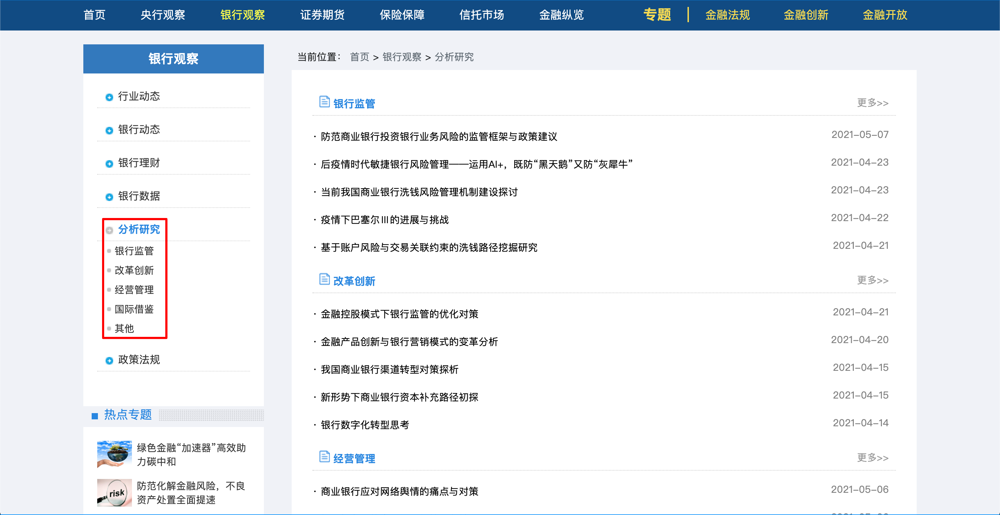 首页 央行观察 银行观察 证券期货 保险保障 信托市场 金融纵览 专题 金融法规 金融创新 金融开放
银行观察
行业动态
银行动态
银行理财
银行数据
分析研究
银行监管
改革创新
经营管理
国际借鉴
其他
政策法规
热点专题
绿色金融“加速器”高效助
力碳中和
risk
防范化解金融风险，不良
资产处置全面提速
当前位置： 首页 > 银行观察 > 分析研究
银行监管 更多>>
· 防范商业银行投资银行业务风险的监管框架与政策建议 2021-05-07
· 后疫情时代敏捷银行风险管理——运用AI+，既防“黑天鹅”又防“灰犀牛” 2021-04-23
· 当前我国商业银行洗钱风险管理机制建设探讨 2021-04-23
· 疫情下巴塞尔Ⅲ的进展与挑战 2021-04-22
· 基于账户风险与交易关联约束的洗钱路径挖掘研究 2021-04-21
改革创新 更多>>
· 金融控股模式下银行监管的优化对策 2021-04-21
· 金融产品创新与银行营销模式的变革分析 2021-04-20
· 我国商业银行渠道转型对策探析 2021-04-15
· 新形势下商业银行资本补充路径初探 2021-04-15
· 银行数字化转型思考 2021-04-14
经营管理 更多>>
· 商业银行应对网络舆情的痛点与对策 2021-05-06